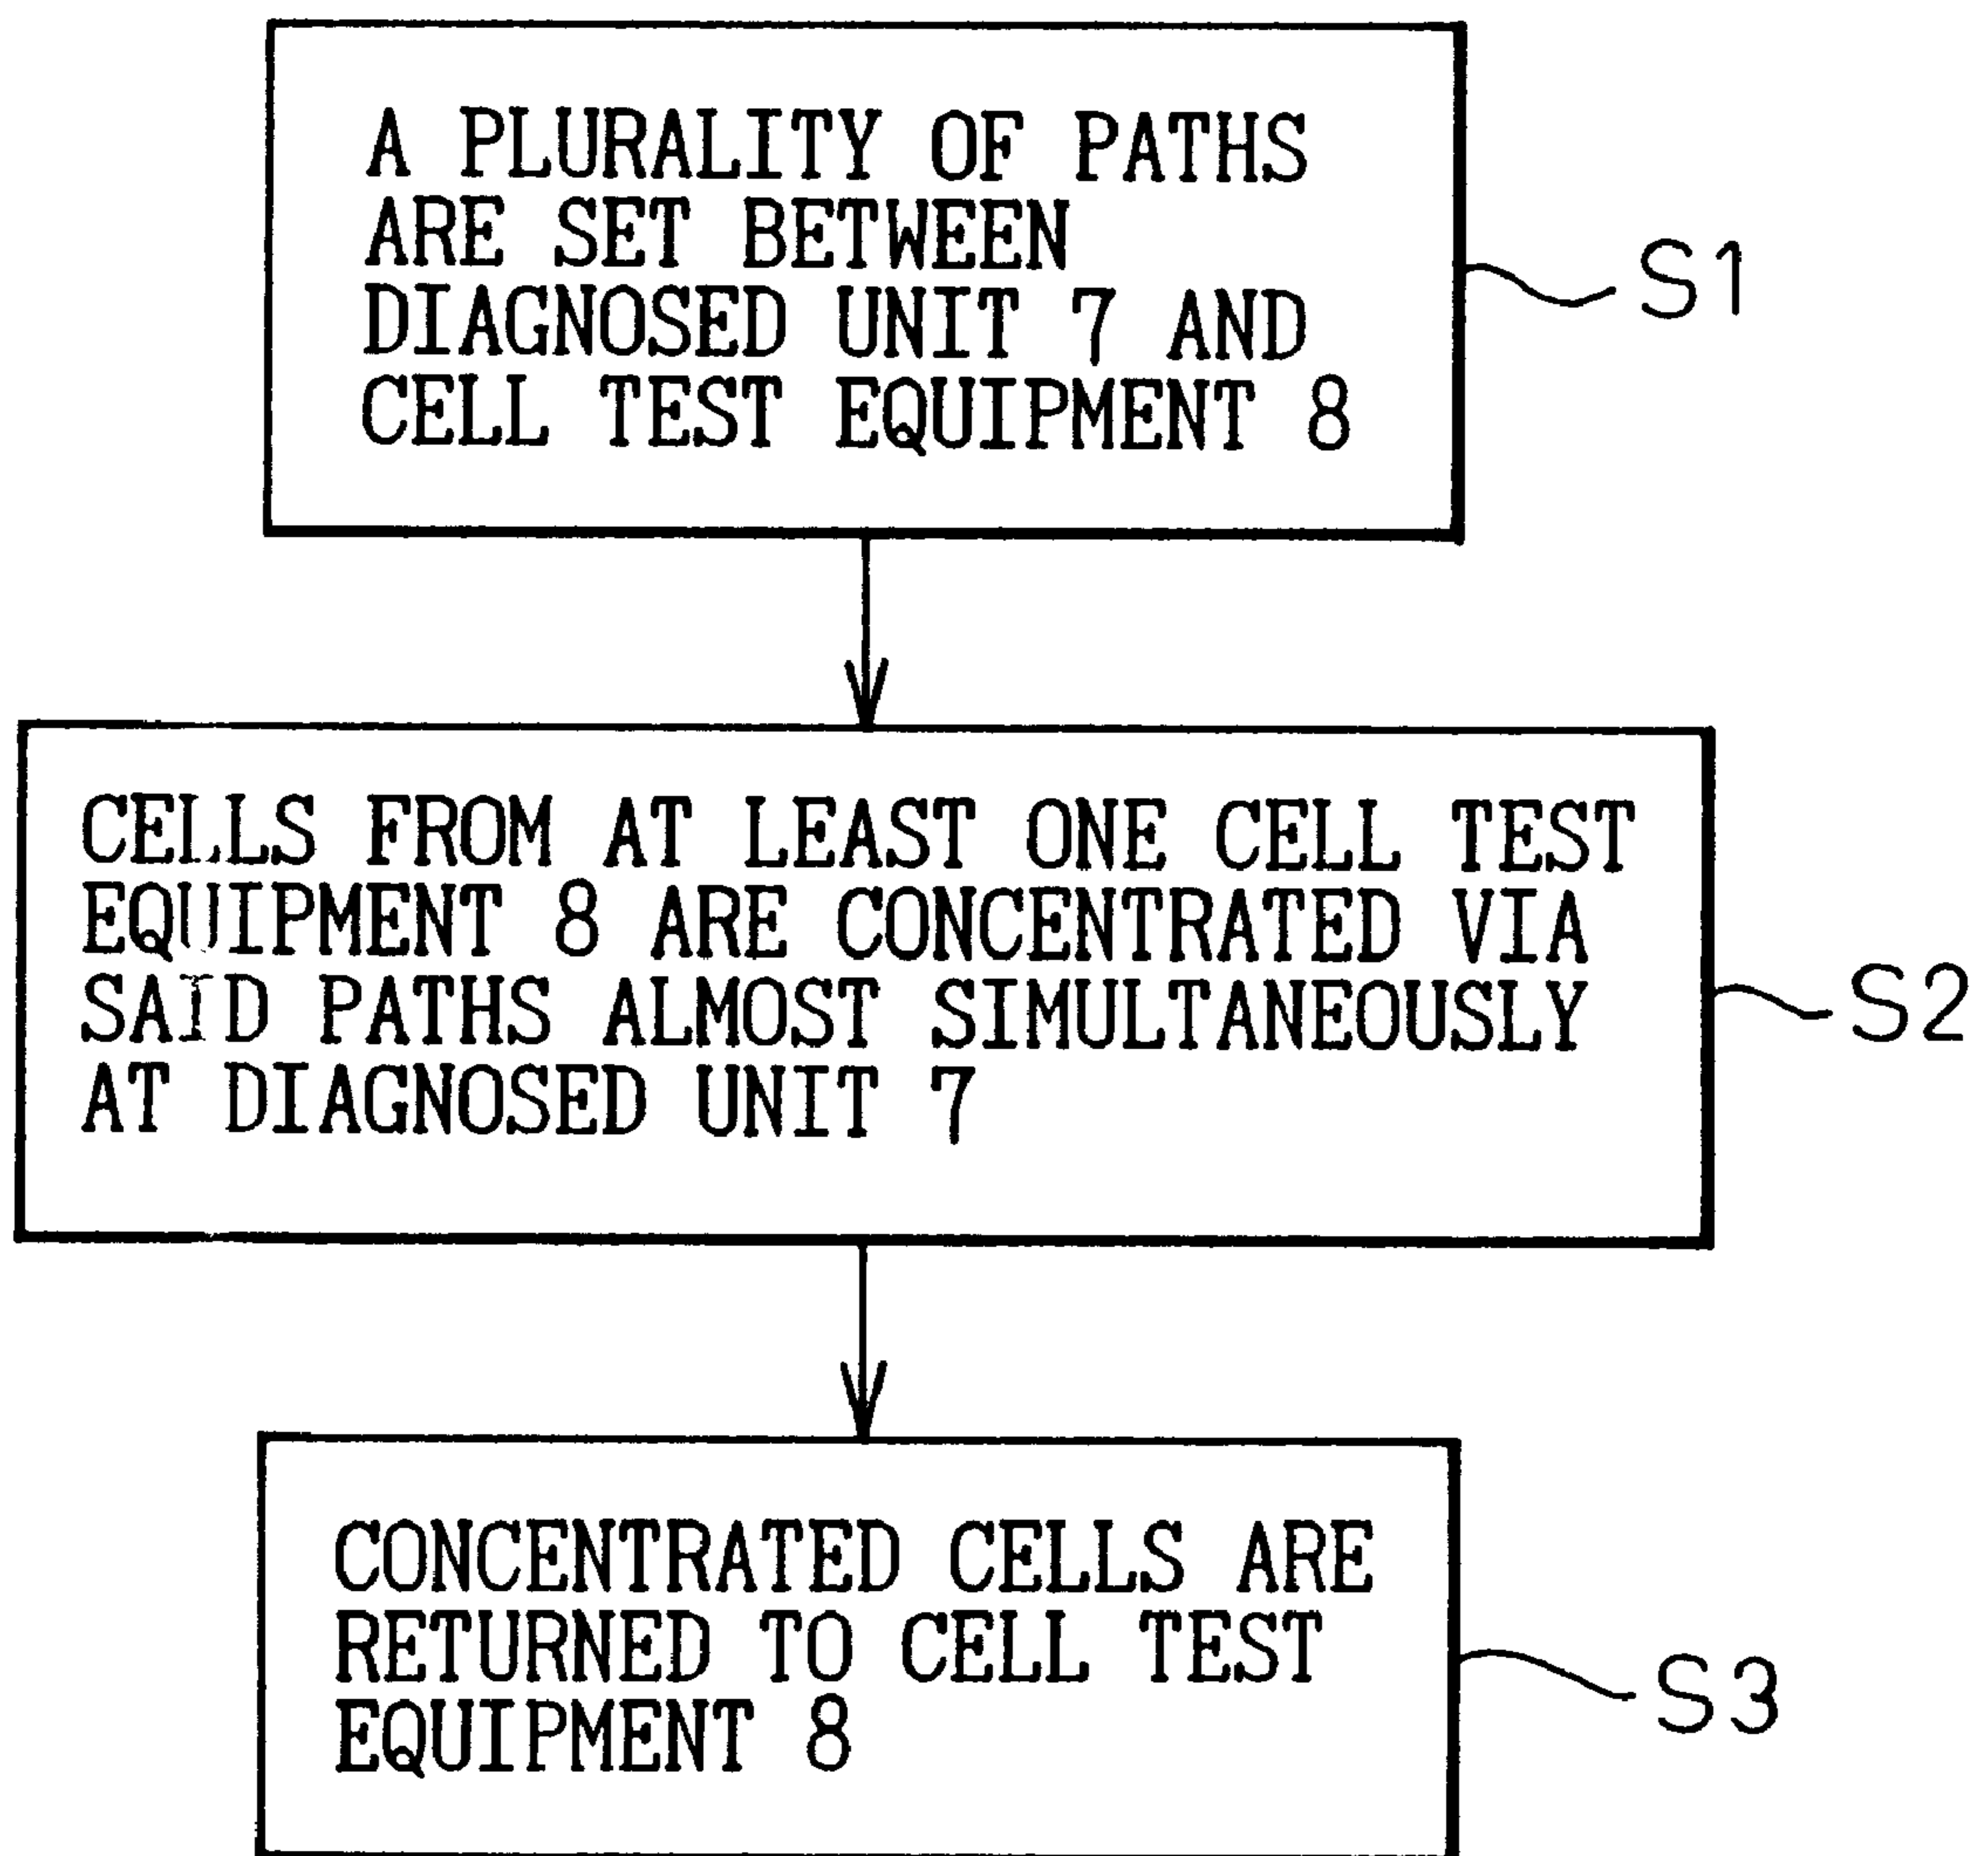 A PLURALITY OF PATHS
ARE SET BETWEEN
DIAGNOSED UNIT 7 AND
CELL TEST EQUIPMENT 8
S1
CELLS FROM AT LEAST ONE CELL TEST
EQUIPMENT 8 ARE CONCENTRATED VIA
SAID PATHS ALMOST SIMULTANEOUSLY
AT DIAGNOSED UNIT 7
S2
CONCENTRATED CELLS ARE
RETURNED TO CELL TEST
EQUIPMENT 8
S3